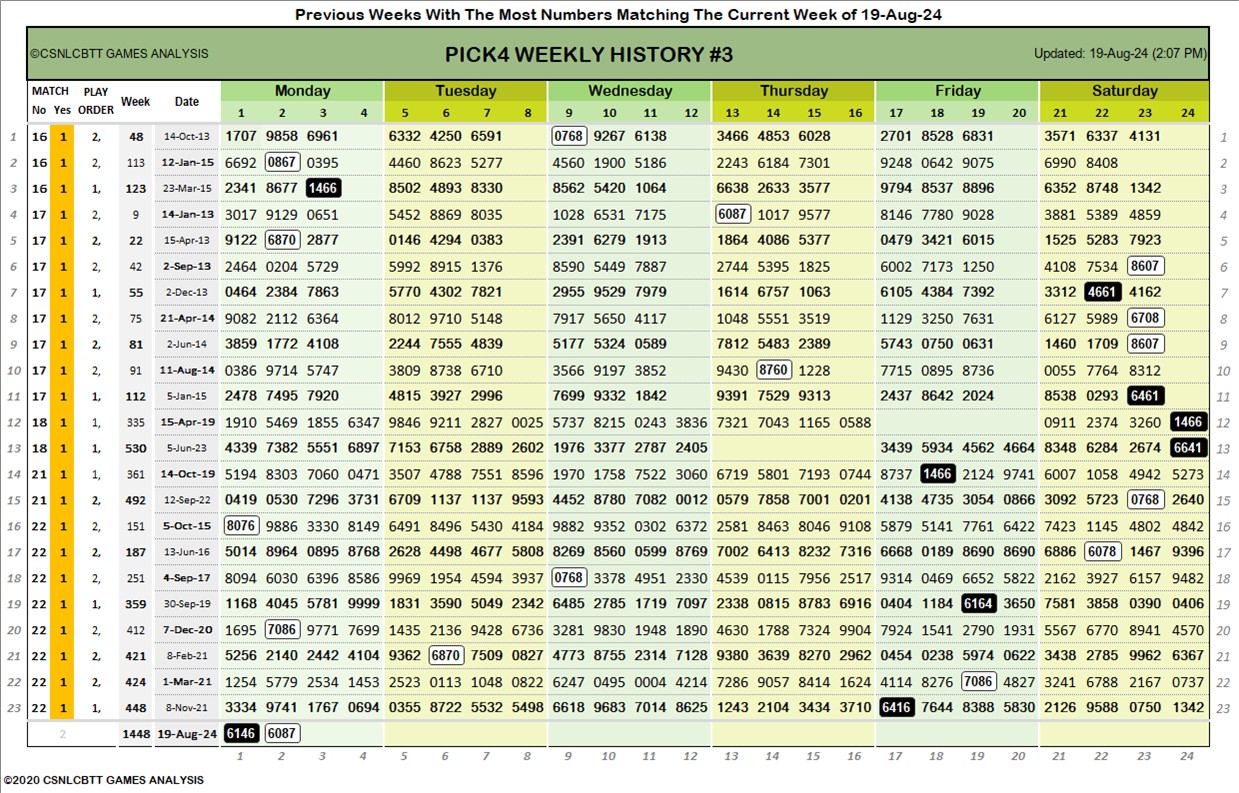 Previous Weeks With The Most Numbers Matching The Current Week of 19-Aug-24
©CSNLCBTT GAMES ANALYSIS PICK4 WEEKLY HISTORY #3 Updated: 19-Aug-24 (2:07 PM)
MATCH PLAY Week Date Monday Tuesday Wednesday Thursday Friday Saturday
No Yes ORDER 1 2 3 4 5 6 7 8 9 10 11 12 13 14 15 16 17 18 19 20 21 22 23 24
1 16 1 2, 48 14-Oct-13 1707 9858 6961 6332 4250 6591 0768 9267 6138 3466 4853 6028 2701 8528 6831 3571 6337 4131 1
2 16 1 2, 113 12-Jan-15 6692 0867 0395 4460 8623 5277 4560 1900 5186 2243 6184 7301 9248 0642 9075 6990 8408 2
3 16 1 1, 123 23-Mar-15 2341 8677 1466 8502 4893 8330 8562 5420 1064 6638 2633 3577 9794 8537 8896 6352 8748 1342 3
4 17 1 2, 9 14-Jan-13 3017 9129 0651 5452 8869 8035 1028 6531 7175 6087 1017 9577 8146 7780 9028 3881 5389 4859 4
5 17 1 2, 22 15-Apr-13 9122 6870 2877 0146 4294 0383 2391 6279 1913 1864 4086 5377 0479 3421 6015 1525 5283 7923 5
6 17 1 2, 42 2-Sep-13 2464 0204 5729 5992 8915 1376 8590 5449 7887 2744 5395 1825 6002 7173 1250 4108 7534 8607 6
7 17 1 1, 55 2-Dec-13 0464 2384 7863 5770 4302 7821 2955 9529 7979 1614 6757 1063 6105 4384 7392 3312 4661 4162 7
8 17 1 2, 75 21-Apr-14 9082 2112 6364 8012 9710 5148 7917 5650 4117 1048 5551 3519 1129 3250 7631 6127 5989 6708 8
9 17 1 2, 81 2-Jun-14 3859 1772 4108 2244 7555 4839 5177 5324 0589 7812 5483 2389 5743 0750 0631 1460 1709 8607 9
10 17 1 2, 91 11-Aug-14 0386 9714 5747 3809 8738 6710 3566 9197 3852 9430 8760 1228 7715 0895 8736 0055 7764 8312 10
11 17 1 1, 112 5-Jan-15 2478 7495 7920 4815 3927 2996 7699 9332 1842 9391 7529 9313 2437 8642 2024 8538 0293 6461 11
12 18 1 1, 335 15-Apr-19 1910 5469 1855 6347 9846 9211 2827 0025 5737 8215 0243 3836 7321 7043 1165 0588 0911 2374 3260 1466 12
13 18 1 1, 530 5-Jun-23 4339 7382 5551 6897 7153 6758 2889 2602 1976 3377 2787 2405 3439 5934 4562 4664 8348 6284 2674 6641 13
14 21 1 1, 361 14-Oct-19 5194 8303 7060 0471 3507 4788 7551 8596 1970 1758 7522 3060 6719 5801 7193 0744 8737 1466 2124 9741 6007 1058 4942 5273 14
15 21 1 2, 492 12-Sep-22 0419 0530 7296 3731 6709 1137 1137 9593 4452 8780 7082 0012 0579 7858 7001 0201 4138 4735 3054 0866 3092 5723 0768 2640 15
16 22 1 2, 151 5-Oct-15 8076 9886 3330 8149 6491 8496 5430 4184 9882 9352 0302 6372 2581 8463 8046 9108 5879 5141 7761 6422 7423 1145 4802 4842 16
17 22 1 2, 187 13-Jun-16 5014 8964 0895 8768 2628 4498 4677 5808 8269 8560 0599 8769 7002 6413 8232 7316 6668 0189 8690 8690 6886 6078 1467 9396 17
18 22 1 2, 251 4-Sep-17 8094 6030 6396 8586 9969 1954 4594 3937 0768 3378 4951 2330 4539 0115 7956 2517 9314 0469 6652 5822 2162 3927 6157 9482 18
19 22 1 1, 359 30-Sep-19 1168 4045 5781 9999 1831 3590 5049 2342 6485 2785 1719 7097 2338 0815 8783 6916 0404 1184 6164 3650 7581 3858 0390 0406 19
20 22 1 2, 412 7-Dec-20 1695 7086 9771 7699 1435 2136 9428 6736 3281 9830 1948 1890 4630 1788 7324 9904 7924 1541 2790 1931 5567 6770 8941 4570 20
21 22 1 2, 421 8-Feb-21 5256 2140 2442 4104 9362 6870 7509 0827 4773 8755 2314 7128 9380 3639 8270 2962 0454 0238 5974 0622 3438 2785 9962 6367 21
22 22 1 2, 424 1-Mar-21 1254 5779 2534 1453 2523 0113 1048 0822 6247 0495 0004 4214 7286 9057 8414 1624 4114 8276 7086 4827 3241 6788 2167 0737 22
23 22 1 1, 448 8-Nov-21 3334 9741 1767 0694 0355 8722 5532 5498 6618 9683 7014 8625 1243 2104 3434 3710 6416 7644 8388 5830 2126 9588 0750 1342 23
2 1448 19-Aug-24 6146 6087
1 2 3 4 5 6 7 8 9 10 11 12 13 14 15 16 17 18 19 20 21 22 23 24
©2020 CSNLCBTT GAMES ANALYSIS